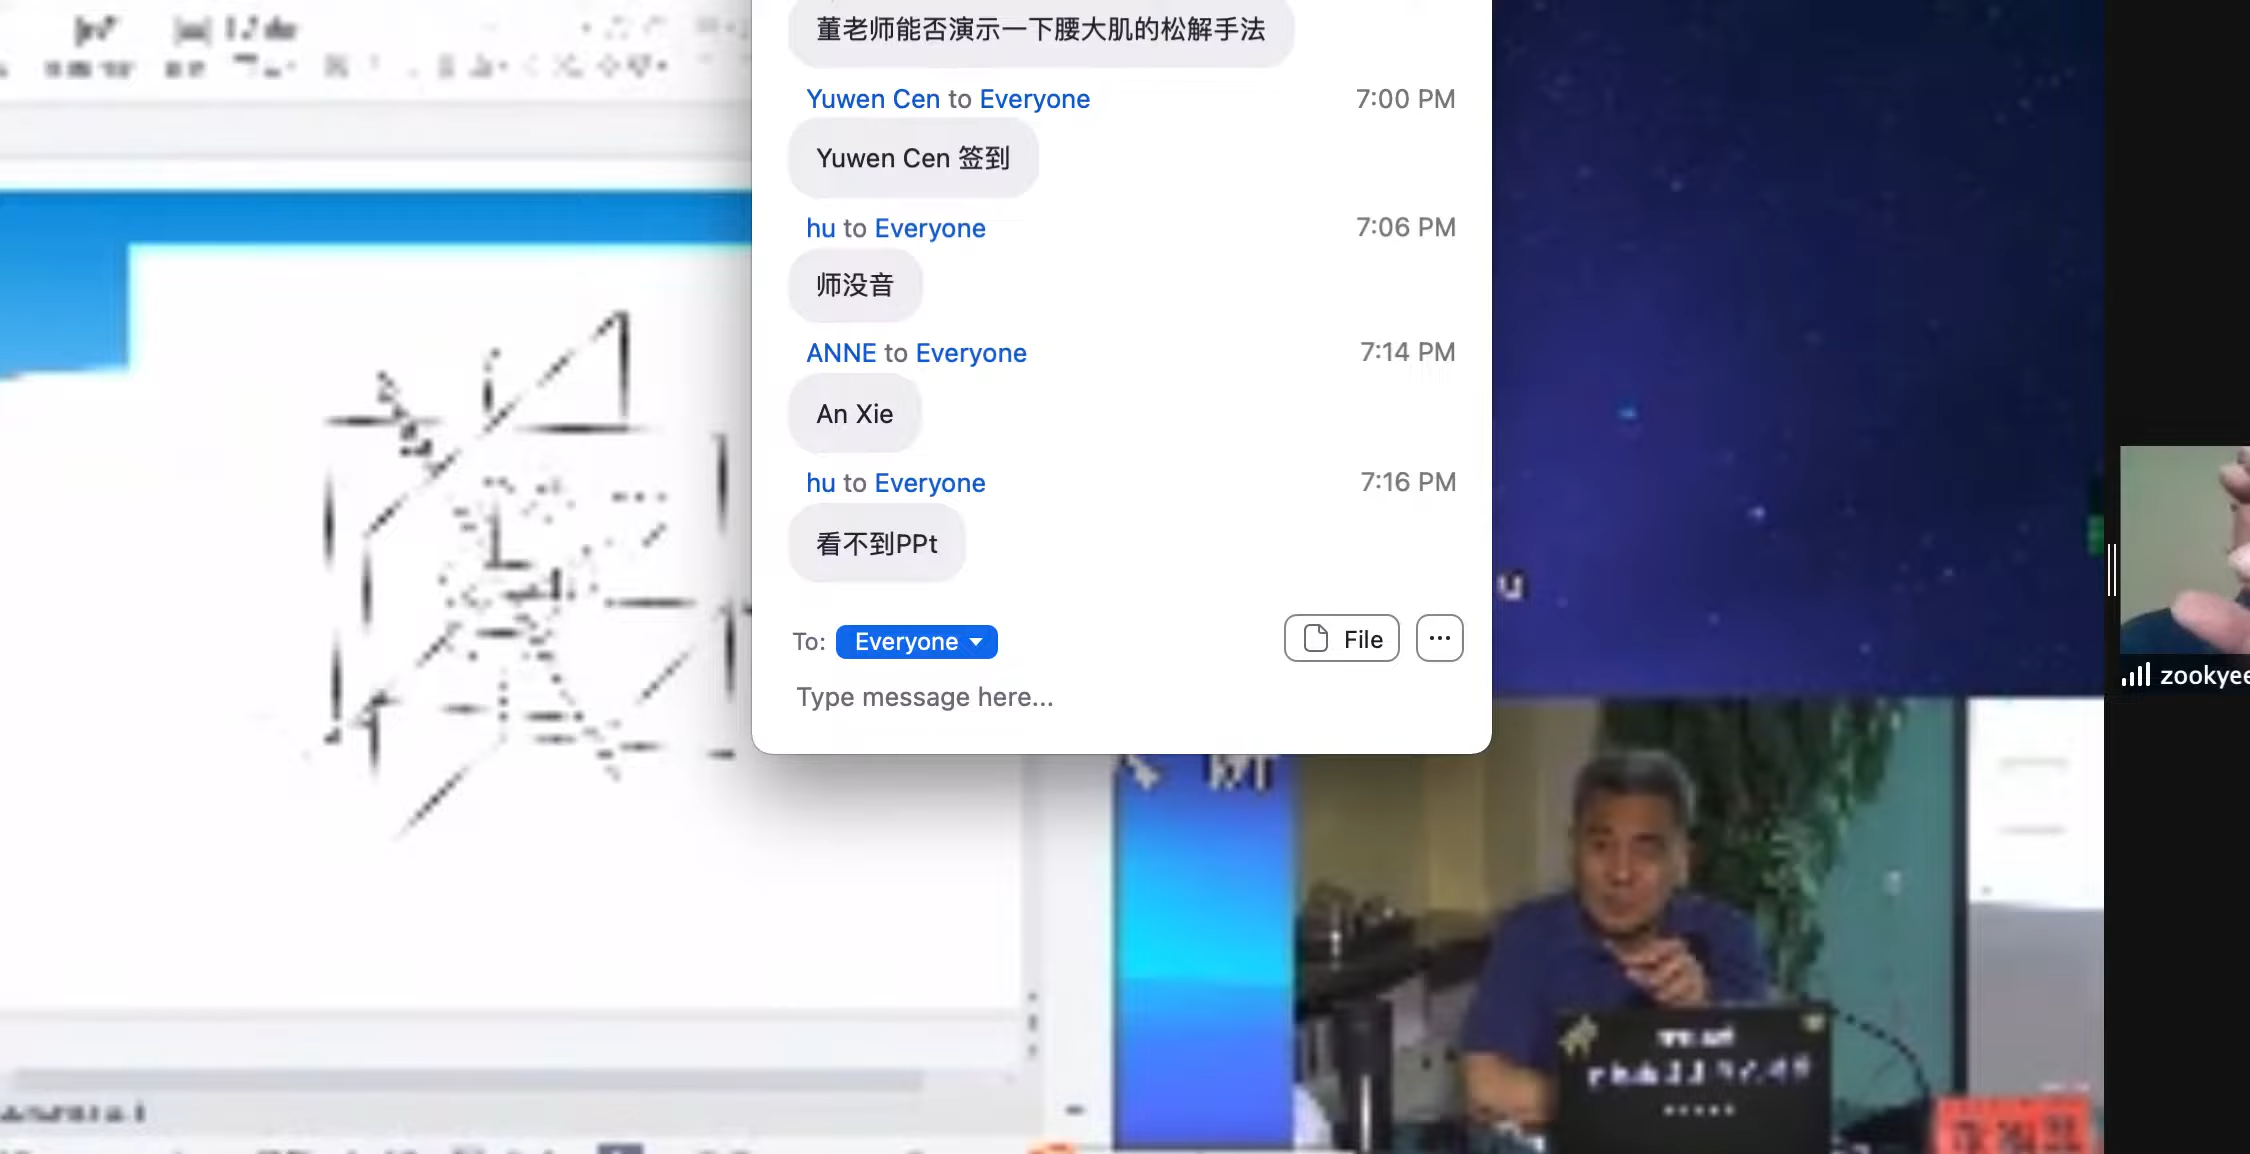 董老师能否演示一下腰大肌的松解手法
Yuwen Cen to Everyone 7:00 PM
Yuwen Cen 签到
hu to Everyone 7:06 PM
师没音
ANNE to Everyone 7:14 PM
An Xie
hu to Everyone 7:16 PM
看不到PPt
To: Everyone File
Type message here...
u
zookyee